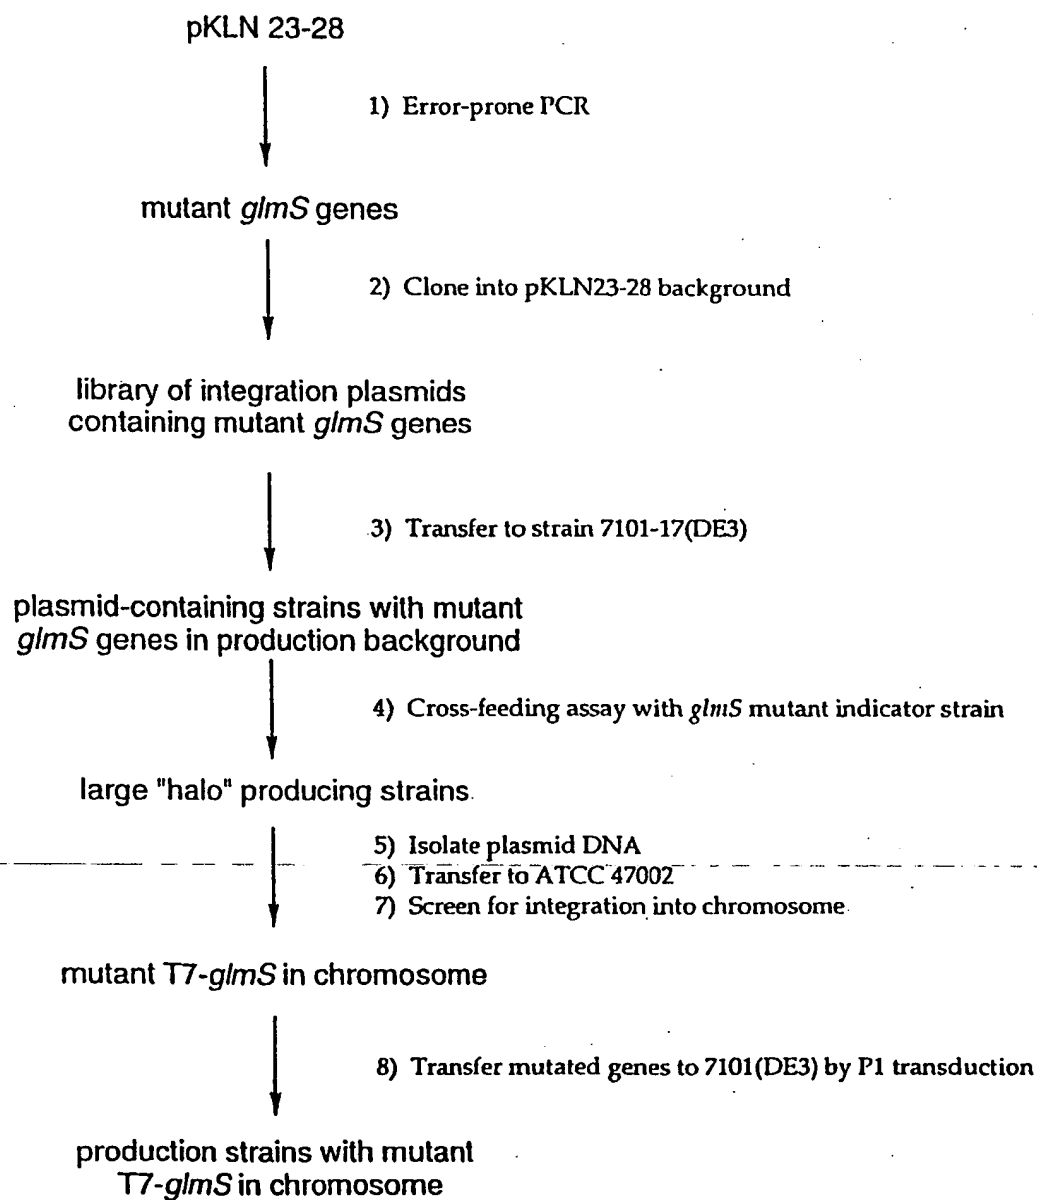 pKLN 23-28
1) Error-prone PCR
mutant glmS genes
2) Clone into pKLN23-28 background
library of integration plasmids
containing mutant glmS genes
3) Transfer to strain 7101-17(DE3)
plasmid-containing strains with mutant
glmS genes in production background
4) Cross-feeding assay with glmS mutant indicator strain
large "halo" producing strains
5) Isolate plasmid DNA
6) Transfer to ATCC 47002
7) Screen for integration into chromosome
mutant T7-glmS in chromosome
8) Transfer mutated genes to 7101(DE3) by P1 transduction
production strains with mutant
T7-glmS in chromosome